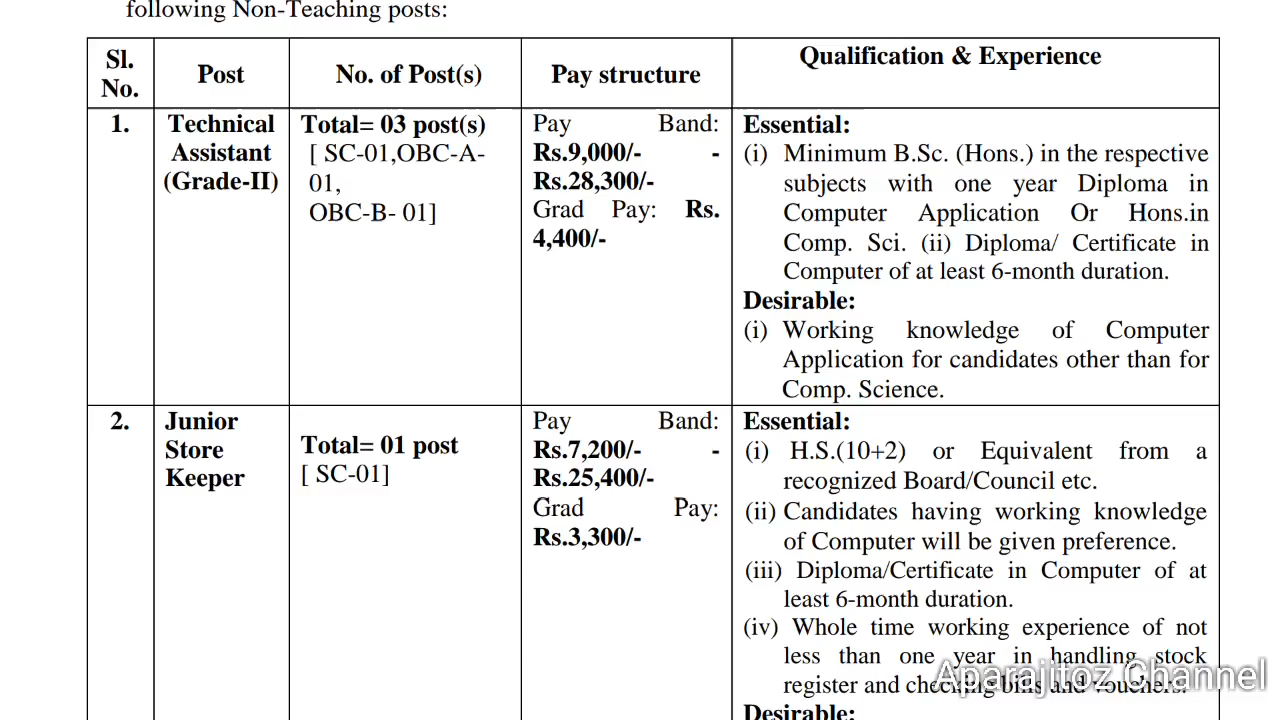 following Non-Teaching posts:
Sl.
No.
Post
No. of Post(s)
Pay structure
Qualification & Experience
1.
Technical
Assistant
(Grade-II)
Total= 03 post(s)
[ SC-01,OBC-A-
01,
OBC-B- 01]
Pay Band:
Rs.9,000/- -
Rs.28,300/-
Grad Pay: Rs.
4,400/-
Essential:
(i) Minimum B.Sc. (Hons.) in the respective
subjects with one year Diploma in
Computer Application Or Hons.in
Comp. Sci. (ii) Diploma/ Certificate in
Computer of at least 6-month duration.
Desirable:
(i) Working knowledge of Computer
Application for candidates other than for
Comp. Science.
2.
Junior
Store
Keeper
Total= 01 post
[ SC-01]
Pay Band:
Rs.7,200/- -
Rs.25,400/-
Grad Pay:
Rs.3,300/-
Essential:
(i) H.S.(10+2) or Equivalent from a
recognized Board/Council etc.
(ii) Candidates having working knowledge
of Computer will be given preference.
(iii) Diploma/Certificate in Computer of at
least 6-month duration.
(iv) Whole time working experience of not
less than one year in handling stock
register and checking bills and vouchers.
Desirable:
Aparajitoz Channel